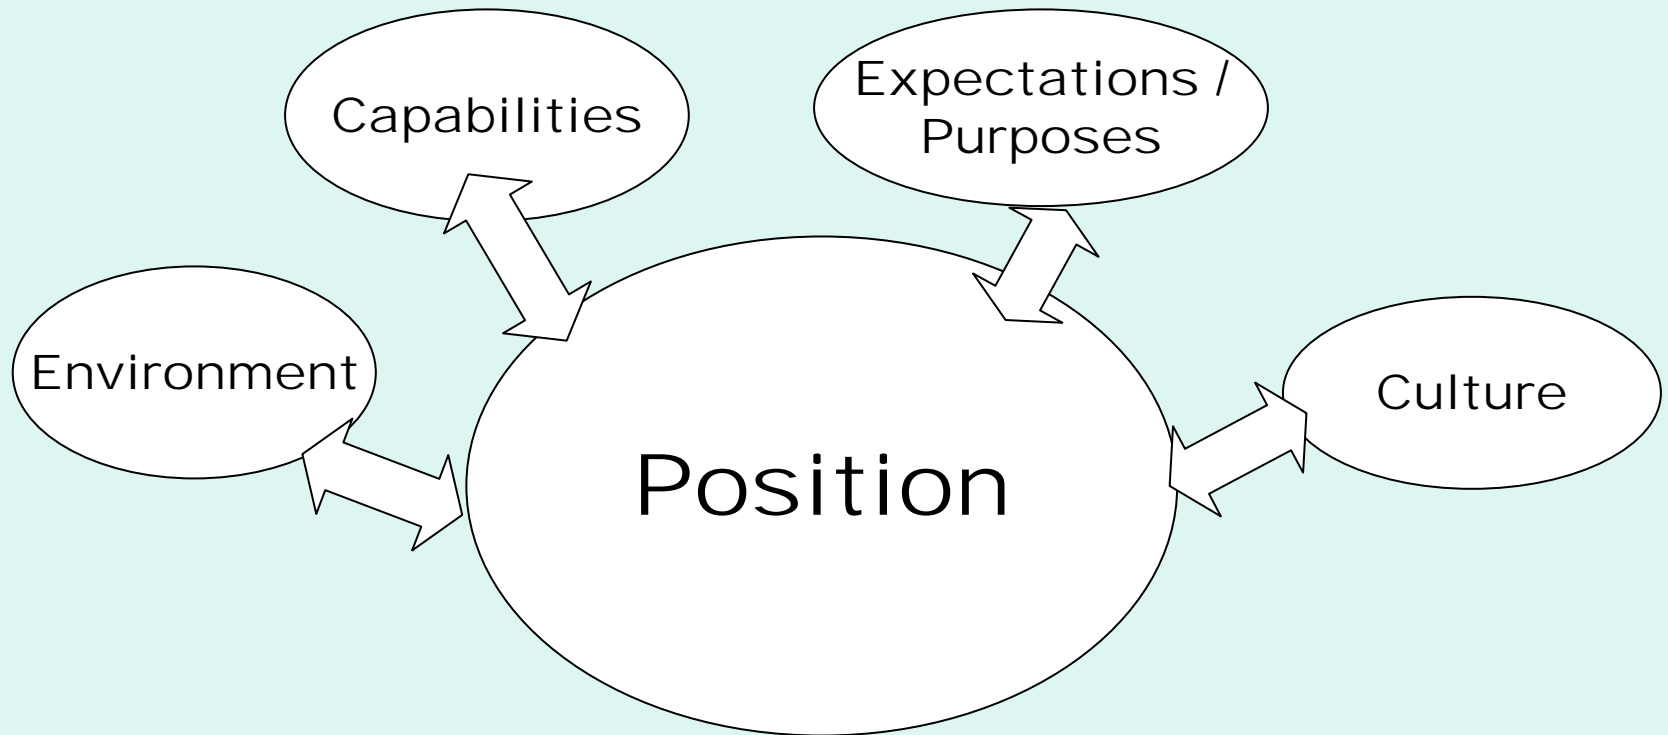 Capabilities
Expectations /
Purposes
Environment
Culture
Position